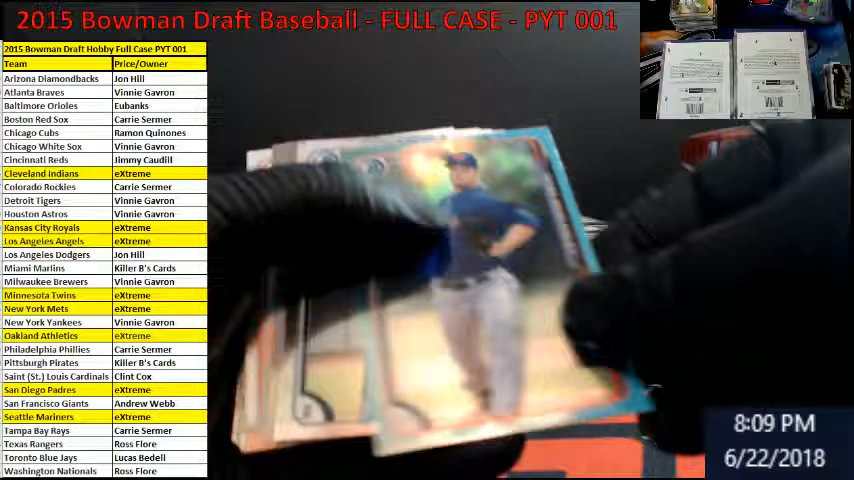 2015 Bowman Draft Baseball - FULL CASE - PYT 001
2015 Bowman Draft Hobby Full Case PYT 001
Team Price/Owner
Arizona Diamondbacks Jon Hill
Atlanta Braves Vinnie Gavron
Baltimore Orioles Eubanks
Boston Red Sox Carrie Sermer
Chicago Cubs Ramon Quinones
Chicago White Sox Vinnie Gavron
Cincinnati Reds Jimmy Caudill
Cleveland Indians eXtreme
Colorado Rockies Carrie Sermer
Detroit Tigers Vinnie Gavron
Houston Astros Vinnie Gavron
Kansas City Royals eXtreme
Los Angeles Angels eXtreme
Los Angeles Dodgers Jon Hill
Miami Marlins Killer B's Cards
Milwaukee Brewers Vinnie Gavron
Minnesota Twins eXtreme
New York Mets eXtreme
New York Yankees Vinnie Gavron
Oakland Athletics eXtreme
Philadelphia Phillies Carrie Sermer
Pittsburgh Pirates Killer B's Cards
Saint (St.) Louis Cardinals Clint Cox
San Diego Padres eXtreme
San Francisco Giants Andrew Webb
Seattle Mariners eXtreme
Tampa Bay Rays Carrie Sermer
Texas Rangers Ross Flore
Toronto Blue Jays Lucas Bedell
Washington Nationals Ross Flore
8:09 PM
6/22/2018